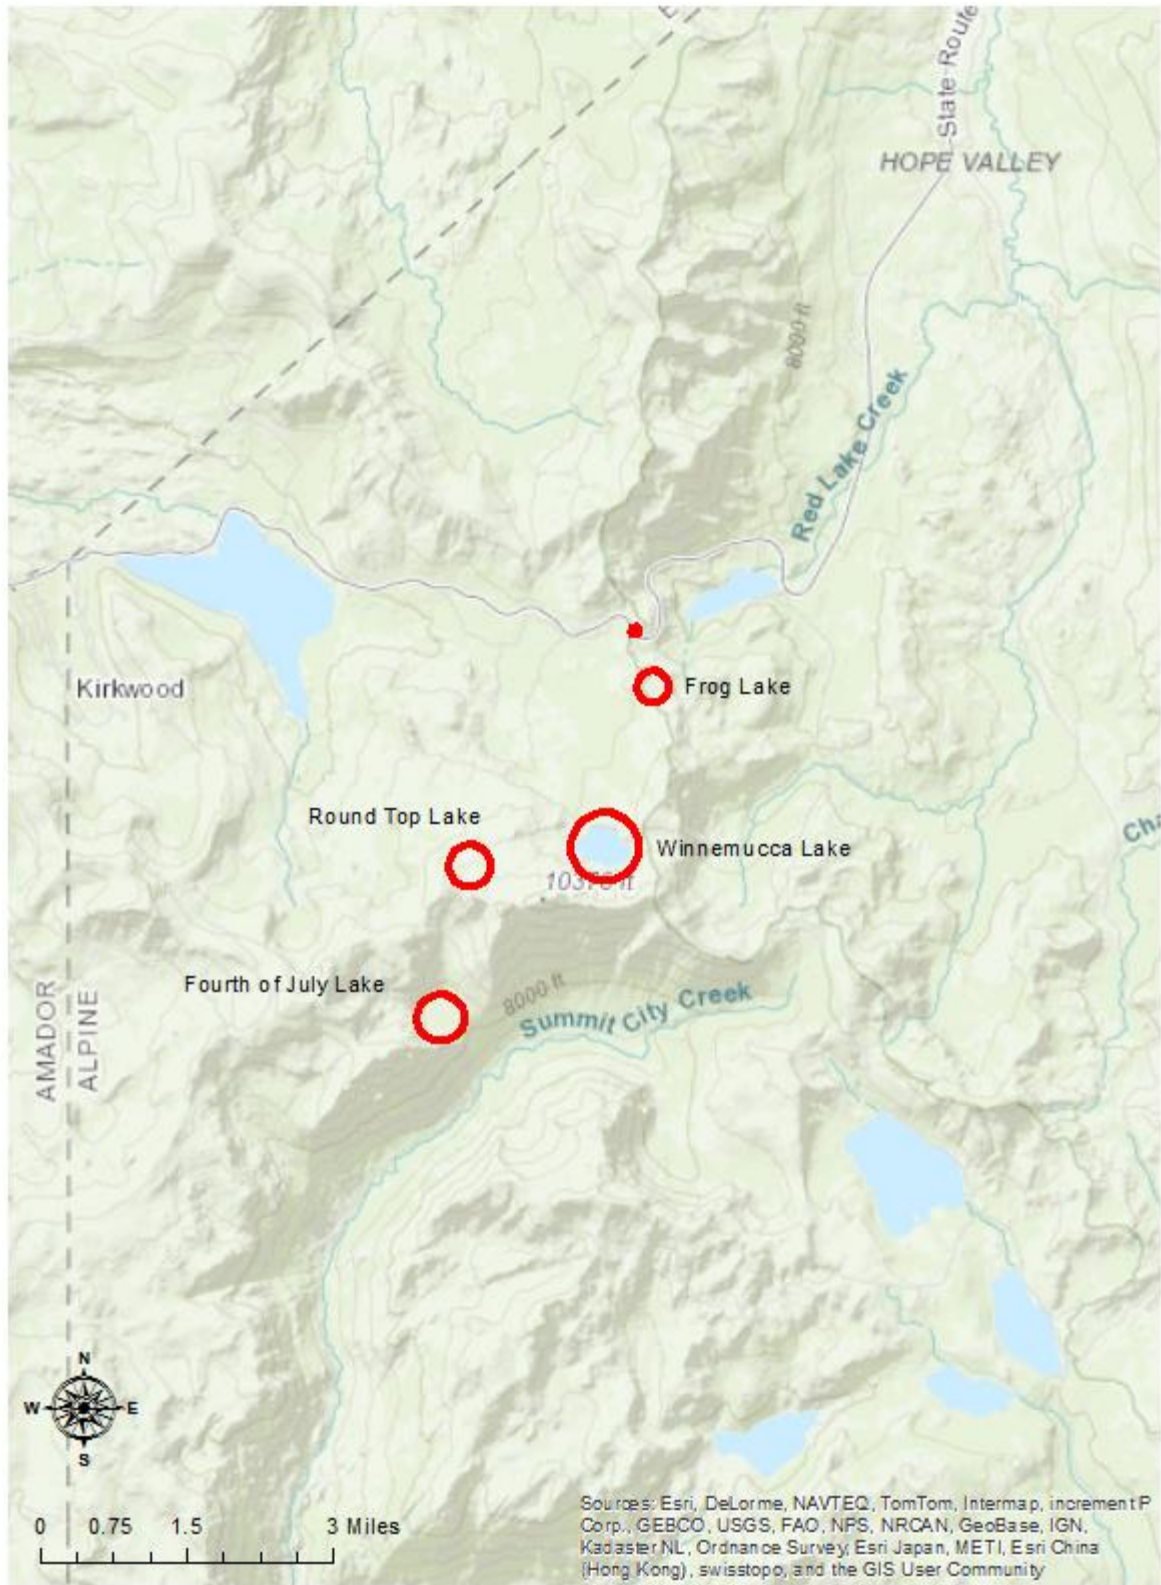 State Route
HOPE VALLEY
8000 ft
Red Lake Creek
Kirkwood
Frog Lake
Round Top Lake
Winnemucca Lake
Fourth of July Lake
8000 ft
Summit City Creek
AMADOR
ALPINE
N
W E
S
0 0.75 1.5 3 Miles
Sources: Esri, DeLorme, NAVTEQ, TomTom, Intermap, increment P
Corp., GEBCO, USGS, FAO, NPS, NRCAN, GeoBase, IGN,
Kadaster NL, Ordnance Survey, Esri Japan, METI, Esri China
(Hong Kong), swisstopo, and the GIS User Community